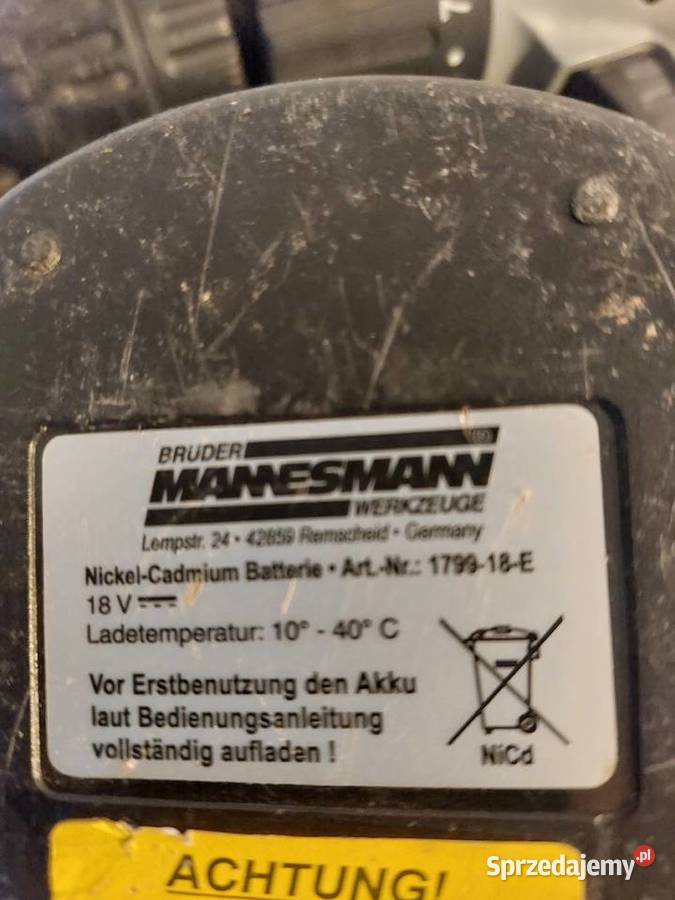 BRUDER
MANNESMANN
WERKZEUGE
Lempstr. 24 • 42859 Remscheid • Germany
Nickel-Cadmium Batterie • Art.-Nr.: 1799-18-E
18 V
Ladetemperatur: 10° - 40° C
Vor Erstbenutzung den Akku
laut Bedienungsanleitung
vollständig aufladen !
NiCd
ACHTUNG!
Sprzedajemy.pl